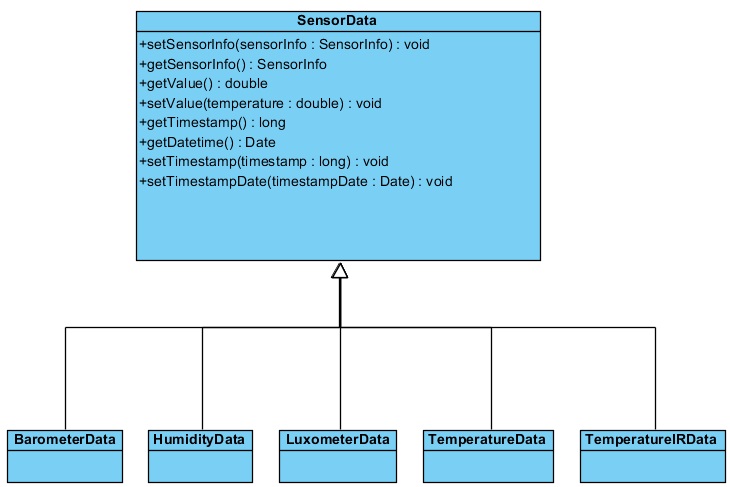 SensorData
+setSensorInfo(sensorInfo : SensorInfo) : void
+getSensorInfo() : SensorInfo
+getValue() : double
+setValue(temperature : double) : void
+getTimestamp() : long
+getDatetime() : Date
+setTimestamp(timestamp : long) : void
+setTimestampDate(timestampDate : Date) : void
BarometerData HumidityData LuxometerData TemperatureData TemperatureIRData